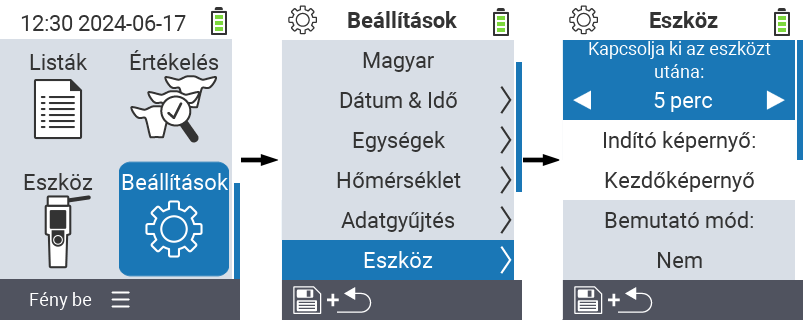 12:30 2024-06-17
Listák
Értékelés
Eszköz
Beállítások
Fény be
Beállítások
Magyar
Dátum & Idő
Egységek
Hőmérséklet
Adatgyűjtés
Eszköz
+
Eszköz
Kapcsolja ki az eszközt
utána:
5 perc
Indító képernyő:
Kezdőképernyő
Bemutató mód:
Nem
+